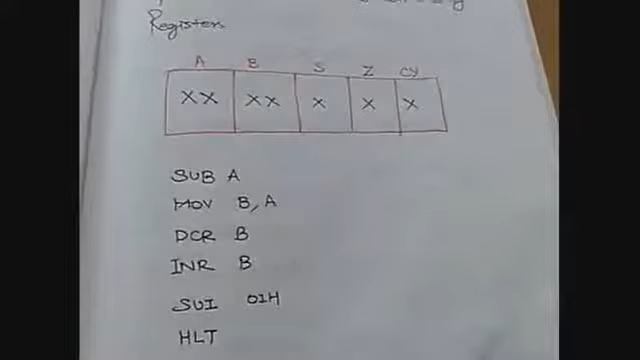 Registers
A B S Z CY
XX XX X X X
SUB A
MOV B, A
DCR B
INR B
SUI 01H
HLT